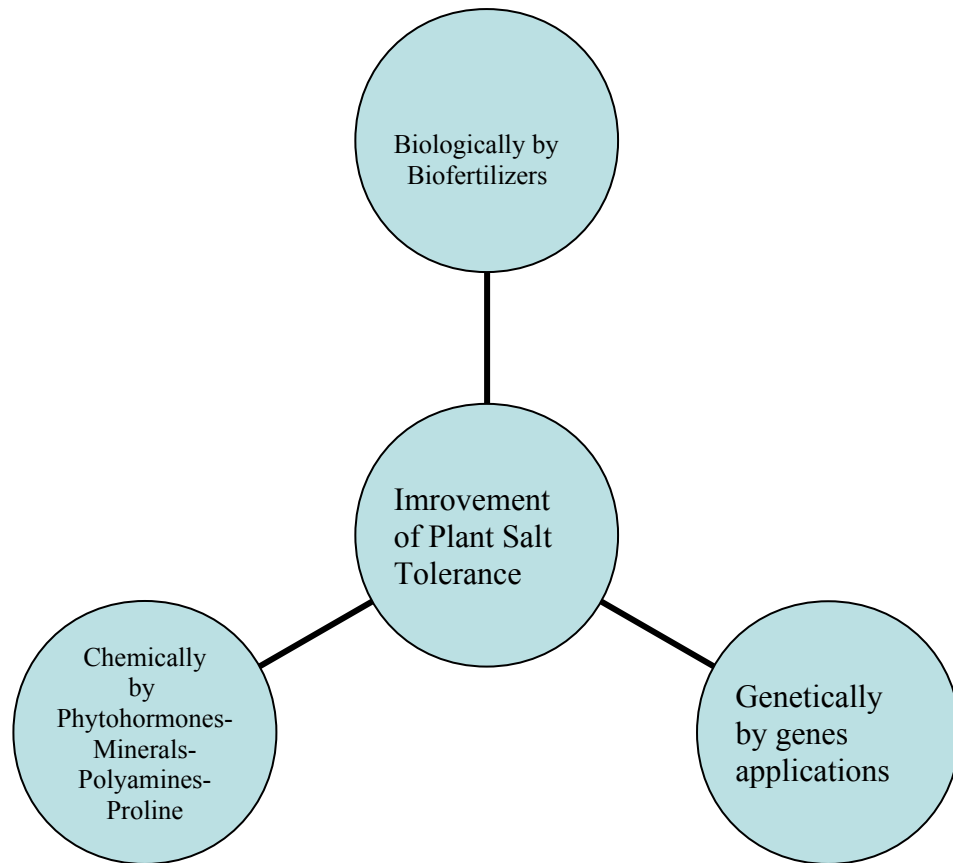 Biologically by
Biofertilizers
Imrovement
of Plant Salt
Tolerance
Chemically
by
Phytohormones-
Minerals-
Polyamines-
Proline
Genetically
by genes
applications